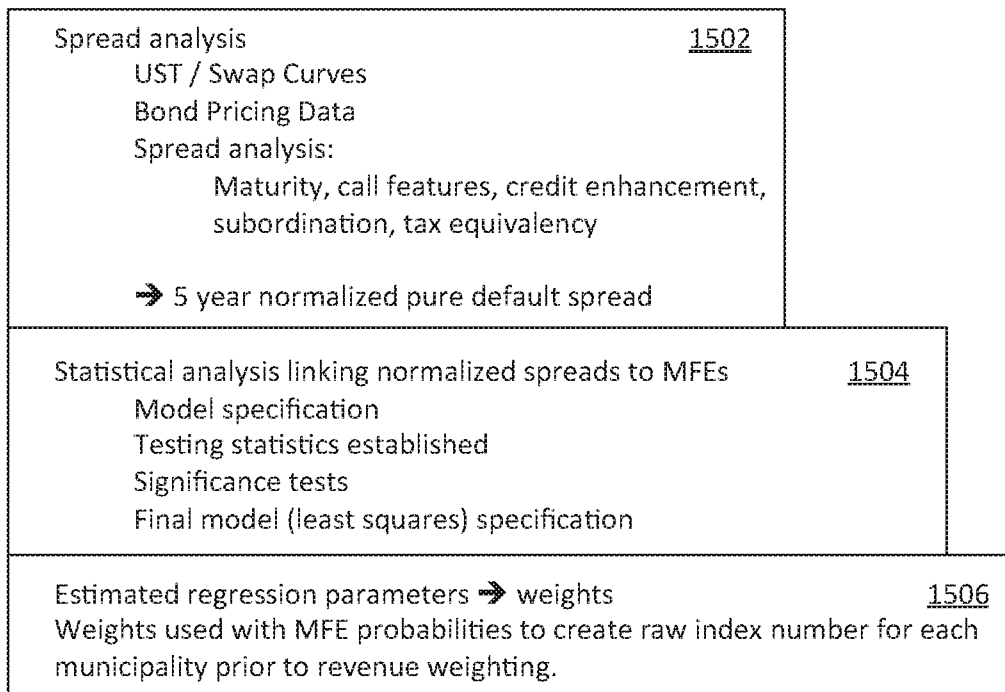 Spread analysis 1502
UST / Swap Curves
Bond Pricing Data
Spread analysis:
Maturity, call features, credit enhancement,
subordination, tax equivalency
➔ 5 year normalized pure default spread
Statistical analysis linking normalized spreads to MFEs 1504
Model specification
Testing statistics established
Significance tests
Final model (least squares) specification
Estimated regression parameters ➔ weights 1506
Weights used with MFE probabilities to create raw index number for each
municipality prior to revenue weighting.